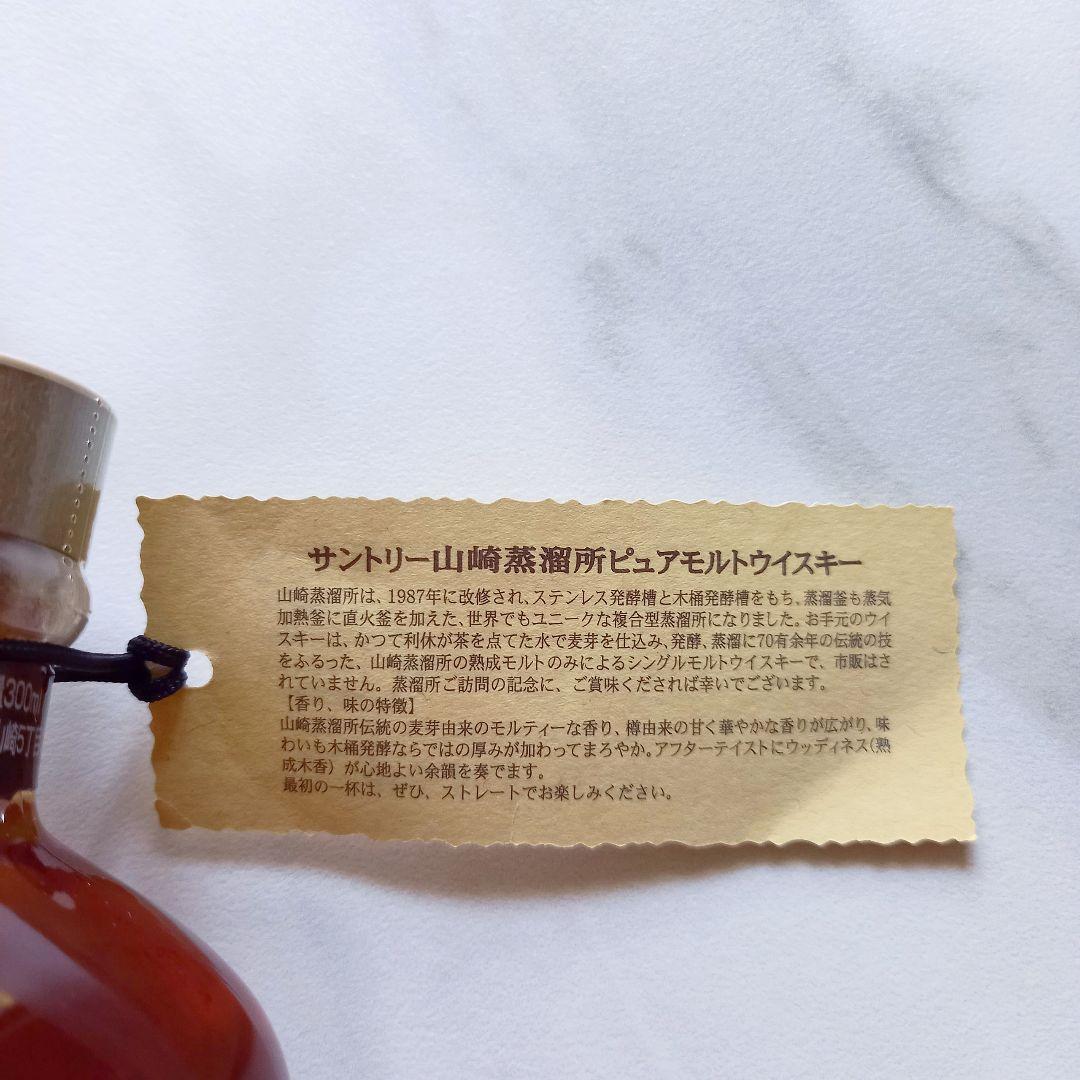 サントリー山崎蒸溜所ピュアモルトウイスキー
山崎蒸溜所は、1987年に改修され、ステンレス発酵槽と木桶発酵槽をもち、蒸溜釜も蒸気
加熱釜に直火釜を加えた、世界でもユニークな複合型蒸溜所になりました。お手元のウイ
スキーは、かつて利休が茶を点てた水で麦芽を仕込み、発酵、蒸溜に70有余年の伝統の技
をふるった、山崎蒸溜所の熟成モルトのみによるシングルモルトウイスキーで、市販はさ
れていません。蒸溜所ご訪問の記念に、ご賞味くだされば幸いでございます。
【香り、味の特徴】
山崎蒸溜所伝統の麦芽由来のモルティーな香り、樽由来の甘く華やかな香りが広がり、味
わいも木桶発酵ならではの厚みが加わってまろやか。アフターテイストにウッディネス（熟
成木香）が心地よい余韻を奏でます。
最初の一杯は、ぜひ、ストレートでお楽しみください。
300ml
山崎5丁目